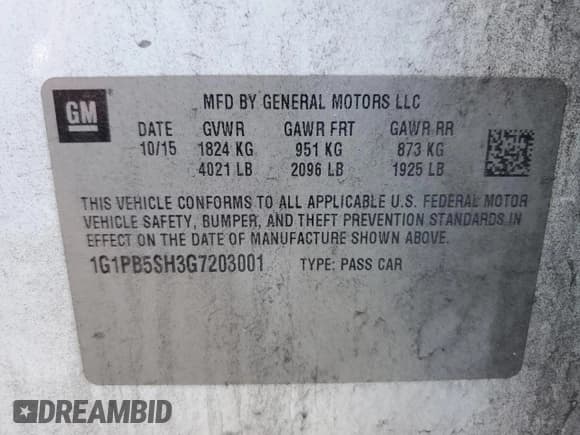 GM
MFD BY GENERAL MOTORS LLC
DATE GVWR GAWR FRT GAWR RR
10/15 1824 KG 951 KG 873 KG
4021 LB 2096 LB 1925 LB
THIS VEHICLE CONFORMS TO ALL APPLICABLE U.S. FEDERAL MOTOR
VEHICLE SAFETY, BUMPER, AND THEFT PREVENTION STANDARDS IN
EFFECT ON THE DATE OF MANUFACTURE SHOWN ABOVE.
1G1PB5SH3G7203001 TYPE: PASS CAR
DREAMBID